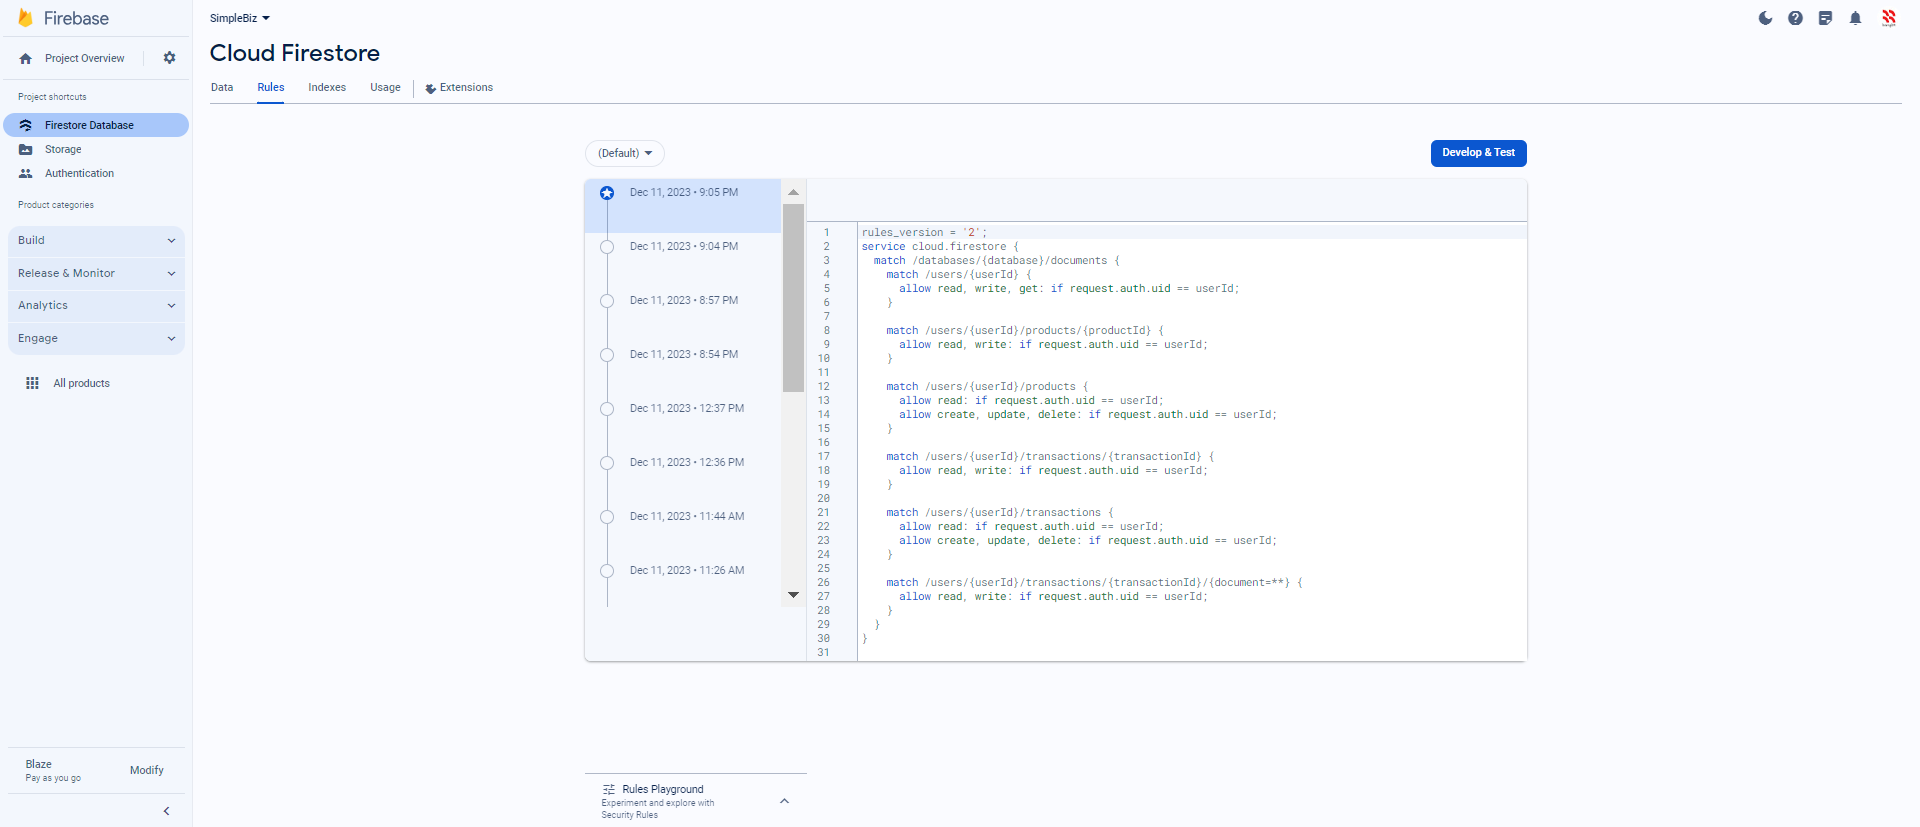 Firebase
Project Overview
Project shortcuts
Firestore Database
Storage
Authentication
Product categories
Build
Release & Monitor
Analytics
Engage
All products
Blaze
Pay as you go
Modify
SimpleBiz
Cloud Firestore
Data
Rules
Indexes
Usage
Extensions
(Default)
Develop & Test
Dec 11, 2023 • 9:05 PM
Dec 11, 2023 • 9:04 PM
Dec 11, 2023 • 8:57 PM
Dec 11, 2023 • 8:54 PM
Dec 11, 2023 • 12:37 PM
Dec 11, 2023 • 12:36 PM
Dec 11, 2023 • 11:44 AM
Dec 11, 2023 • 11:26 AM
1 rules_version = '2';
2 service cloud.firestore {
3   match /databases/{database}/documents {
4     match /users/{userId} {
5       allow read, write, get: if request.auth.uid == userId;
6     }
7
8     match /users/{userId}/products/{productId} {
9       allow read, write: if request.auth.uid == userId;
10     }
11
12     match /users/{userId}/products {
13       allow read: if request.auth.uid == userId;
14       allow create, update, delete: if request.auth.uid == userId;
15     }
16
17     match /users/{userId}/transactions/{transactionId} {
18       allow read, write: if request.auth.uid == userId;
19     }
20
21     match /users/{userId}/transactions {
22       allow read: if request.auth.uid == userId;
23       allow create, update, delete: if request.auth.uid == userId;
24     }
25
26     match /users/{userId}/transactions/{transactionId}/{document=**} {
27       allow read, write: if request.auth.uid == userId;
28     }
29   }
30 }
31
Rules Playground
Experiment and explore with
Security Rules